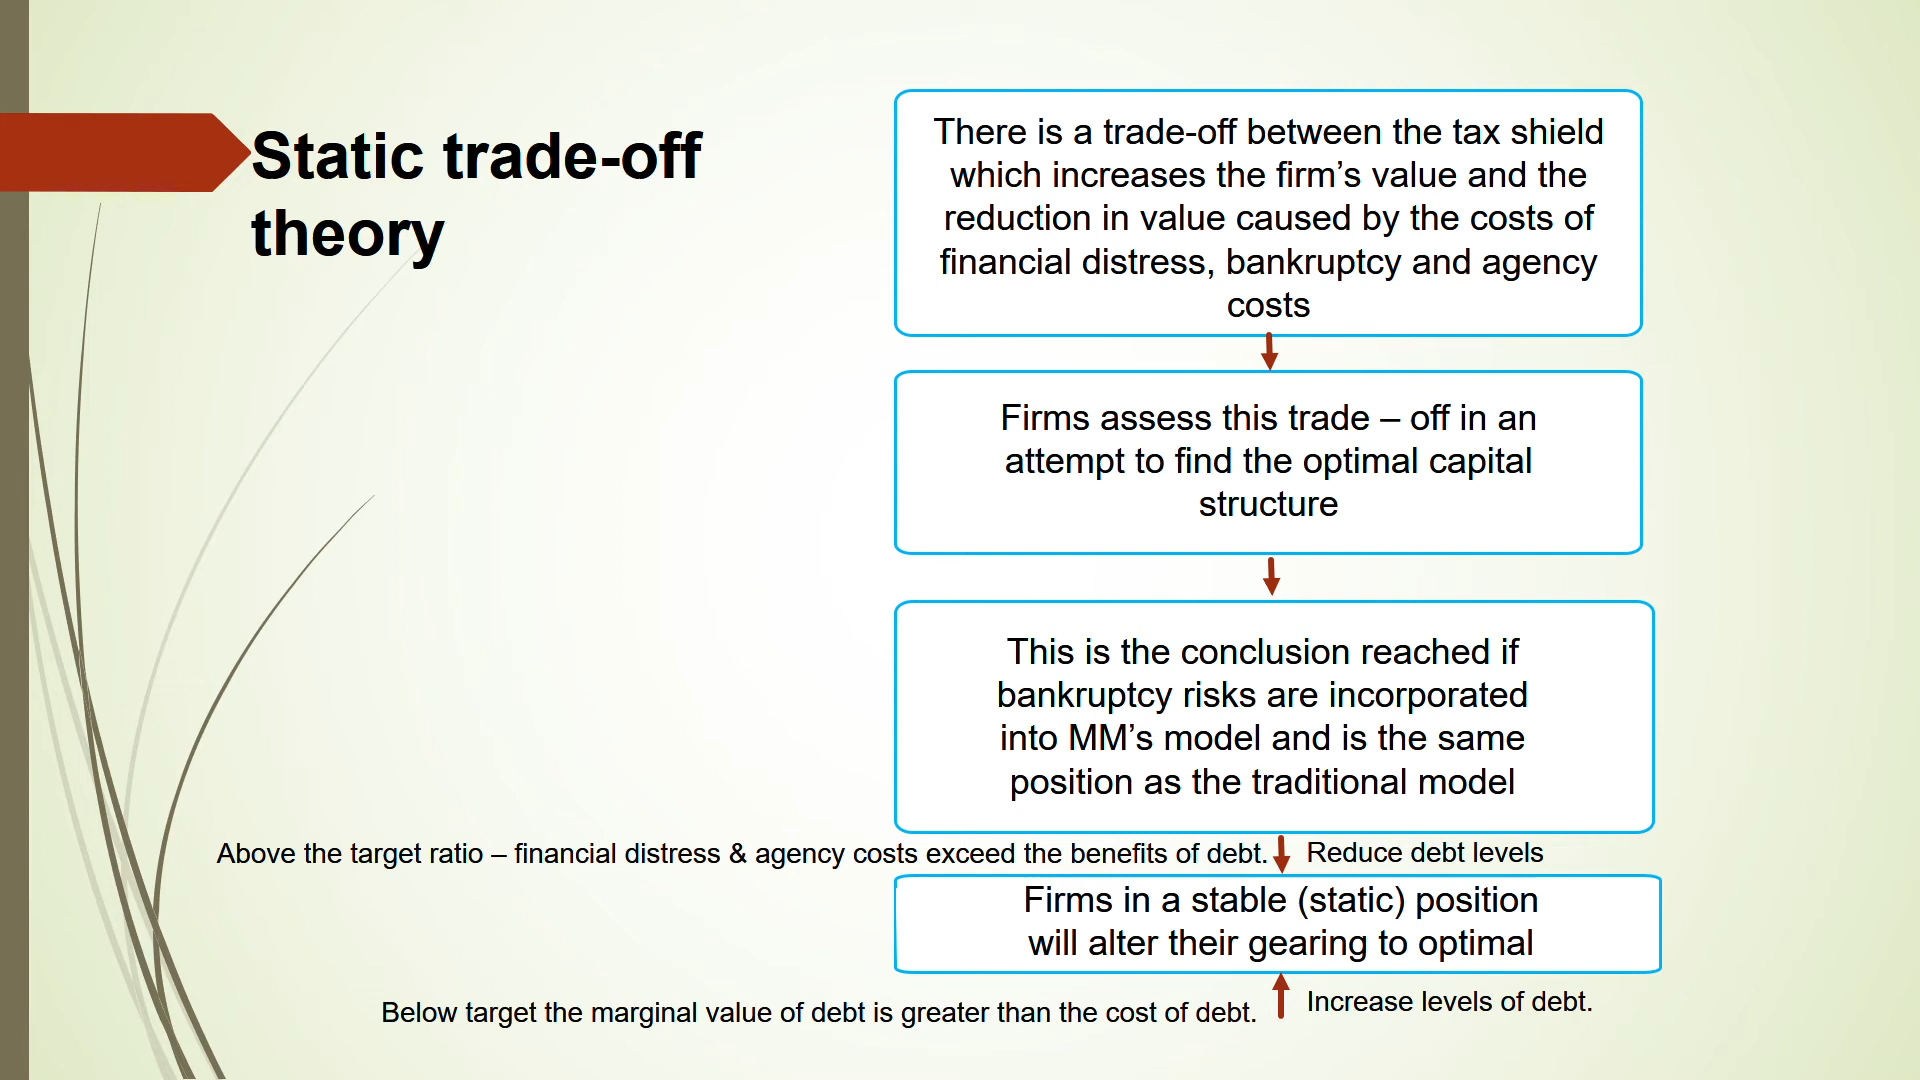 Static trade-off
theory
There is a trade-off between the tax shield
which increases the firm’s value and the
reduction in value caused by the costs of
financial distress, bankruptcy and agency
costs
Firms assess this trade – off in an
attempt to find the optimal capital
structure
This is the conclusion reached if
bankruptcy risks are incorporated
into MM’s model and is the same
position as the traditional model
Above the target ratio – financial distress & agency costs exceed the benefits of debt.
Reduce debt levels
Firms in a stable (static) position
will alter their gearing to optimal
Below target the marginal value of debt is greater than the cost of debt.
Increase levels of debt.